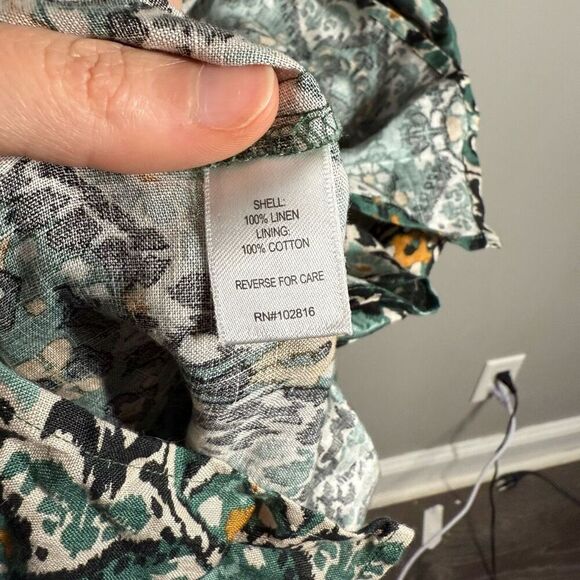 SHELL:
100% LINEN
LINING:
100% COTTON
REVERSE FOR CARE
RN#102816